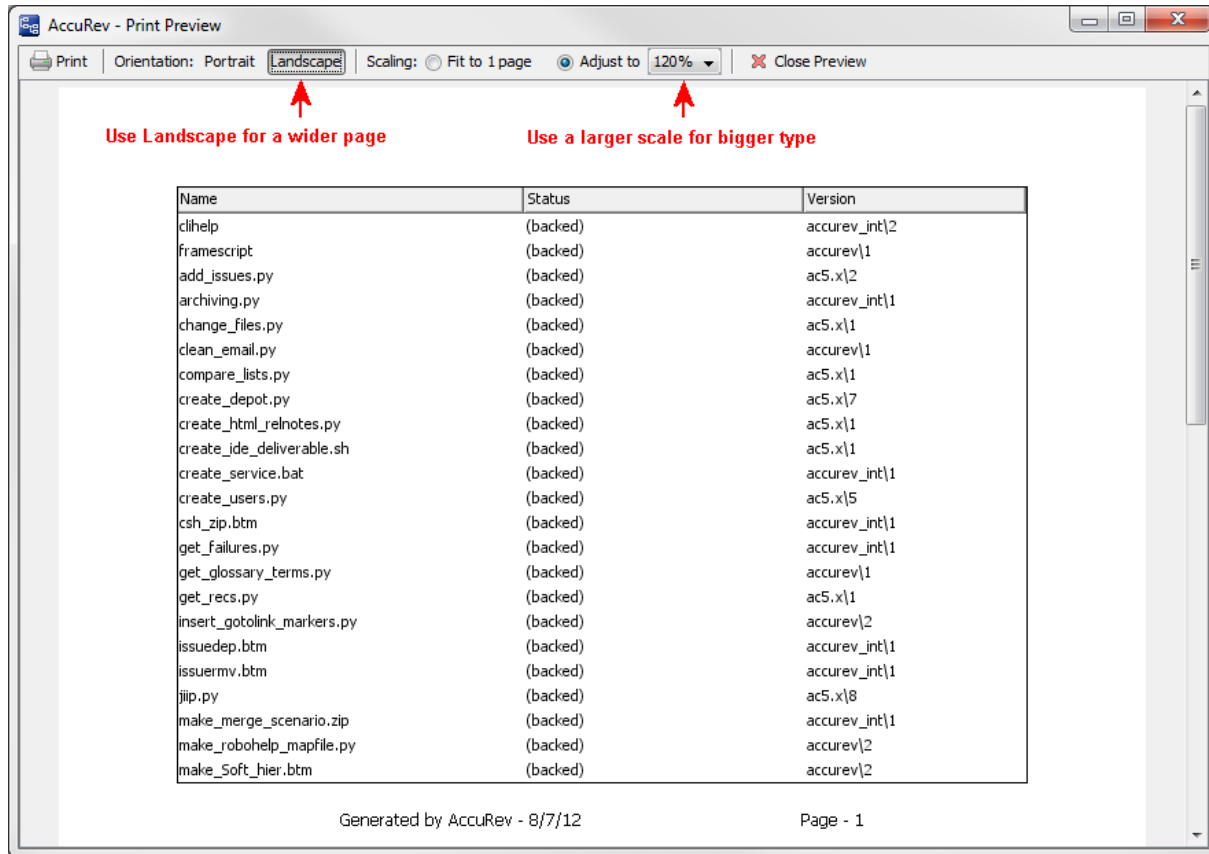 AccuRev - Print Preview
Print Orientation: Portrait Landscape Scaling: Fit to 1 page Adjust to 120% Close Preview
Use Landscape for a wider page Use a larger scale for bigger type
Name Status Version
clihelp (backed) accurev_int\2
framescript (backed) accurev\1
add_issues.py (backed) ac5.x\2
archiving.py (backed) accurev_int\1
change_files.py (backed) ac5.x\1
clean_email.py (backed) accurev\1
compare_lists.py (backed) ac5.x\1
create_depot.py (backed) ac5.x\7
create_html_relnotes.py (backed) ac5.x\1
create_ide_deliverable.sh (backed) ac5.x\1
create_service.bat (backed) accurev_int\1
create_users.py (backed) ac5.x\5
csh_zip.btm (backed) accurev_int\1
get_failures.py (backed) accurev_int\1
get_glossary_terms.py (backed) accurev\1
get_recs.py (backed) ac5.x\1
insert_gotolink_markers.py (backed) accurev\2
issuedep.btm (backed) accurev_int\1
issuermv.btm (backed) accurev_int\1
jiip.py (backed) ac5.x\8
make_merge_scenario.zip (backed) accurev_int\1
make_robohelp_mapfile.py (backed) accurev\2
make_Soft_hier.btm (backed) accurev\2
Generated by AccuRev - 8/7/12 Page - 1